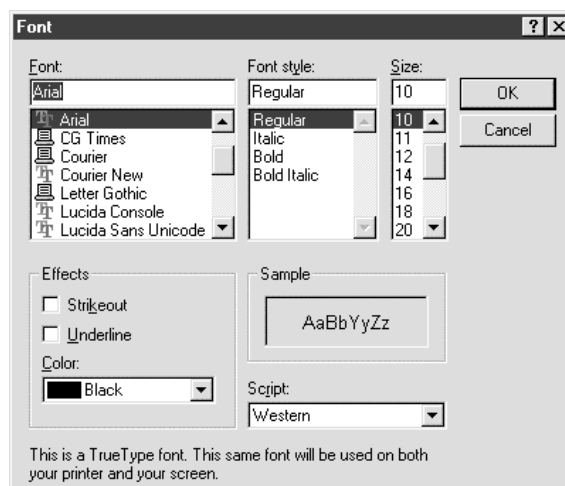 Font
Font:
Arial
Arial
CG Times
Courier
Courier New
Letter Gothic
Lucida Console
Lucida Sans Unicode
Font style:
Regular
Regular
Italic
Bold
Bold Italic
Size:
10
10
11
12
14
16
18
20
OK
Cancel
Effects
Strikeout
Underline
Color:
Black
Sample
AaBbYyZz
Script:
Western
This is a TrueType font. This same font will be used on both
your printer and your screen.